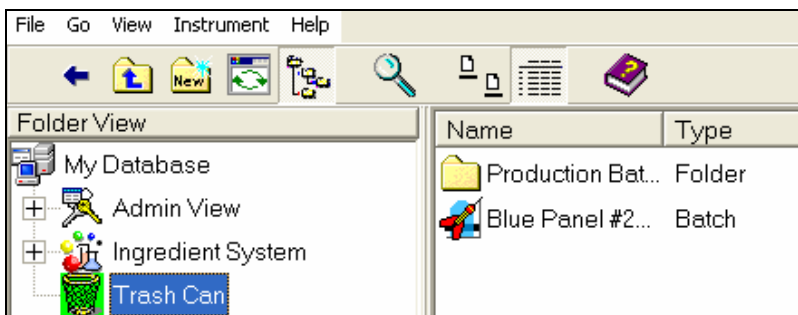 File Go View Instrument Help
New
Folder View
Name Type
My Database
Production Bat... Folder
Admin View
Blue Panel #2... Batch
Ingredient System
Trash Can